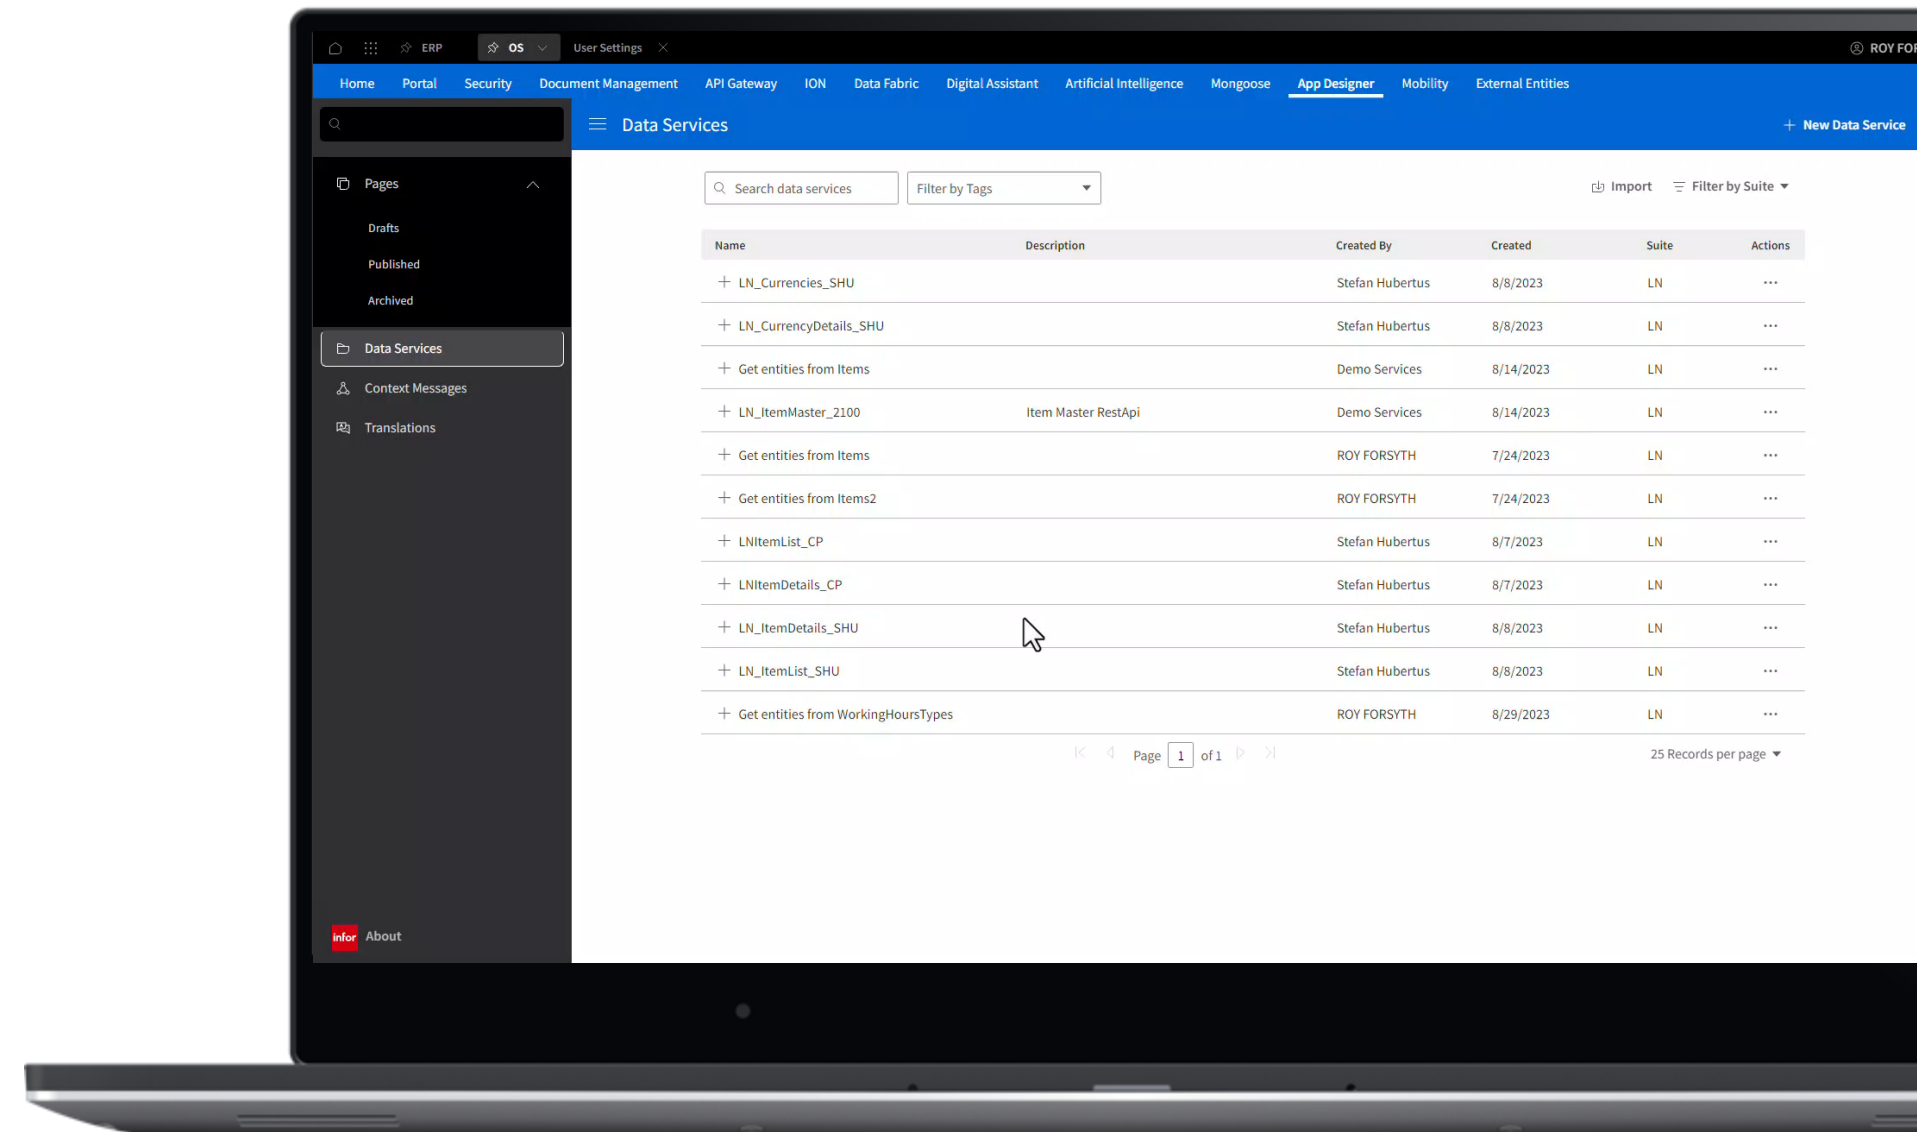 ERP OS User Settings ROY FOR
Home Portal Security Document Management API Gateway ION Data Fabric Digital Assistant Artificial Intelligence Mongoose App Designer Mobility External Entities
Data Services + New Data Service
Pages
Drafts
Published
Archived
Data Services
Context Messages
Translations
infor About
Search data services Filter by Tags Import Filter by Suite
Name Description Created By Created Suite Actions
LN_Currencies_SHU Stefan Hubertus 8/8/2023 LN ...
LN_CurrencyDetails_SHU Stefan Hubertus 8/8/2023 LN ...
Get entities from Items Demo Services 8/14/2023 LN ...
LN_ItemMaster_2100 Item Master RestApi Demo Services 8/14/2023 LN ...
Get entities from Items ROY FORSYTH 7/24/2023 LN ...
Get entities from Items2 ROY FORSYTH 7/24/2023 LN ...
LNItemList_CP Stefan Hubertus 8/7/2023 LN ...
LNItemDetails_CP Stefan Hubertus 8/7/2023 LN ...
LN_ItemDetails_SHU Stefan Hubertus 8/8/2023 LN ...
LN_ItemList_SHU Stefan Hubertus 8/8/2023 LN ...
Get entities from WorkingHoursTypes ROY FORSYTH 8/29/2023 LN ...
Page 1 of 1 25 Records per page